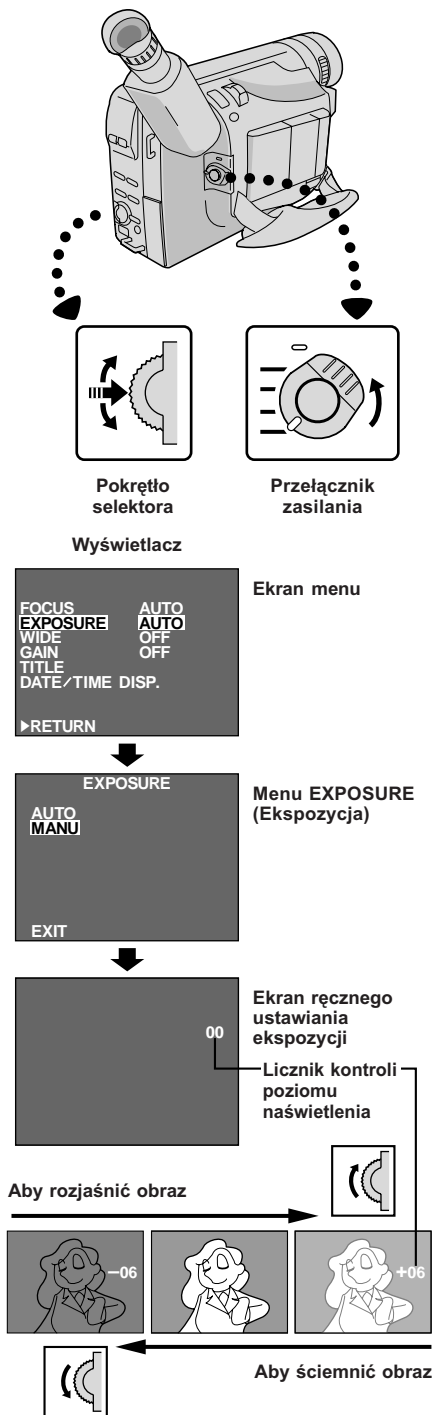 Pokrętło
selektora
Przełącznik
zasilania
Wyświetlacz
FOCUS AUTO
EXPOSURE AUTO
WIDE OFF
GAIN OFF
TITLE
DATE/TIME DISP.
▶RETURN
Ekran menu
EXPOSURE
AUTO
MANU
EXIT
Menu EXPOSURE
(Ekspozycja)
00
Ekran ręcznego
ustawiania
ekspozycji
Licznik kontroli
poziomu
naświetlenia
Aby rozjaśnić obraz
–06
+06
Aby ściemnić obraz